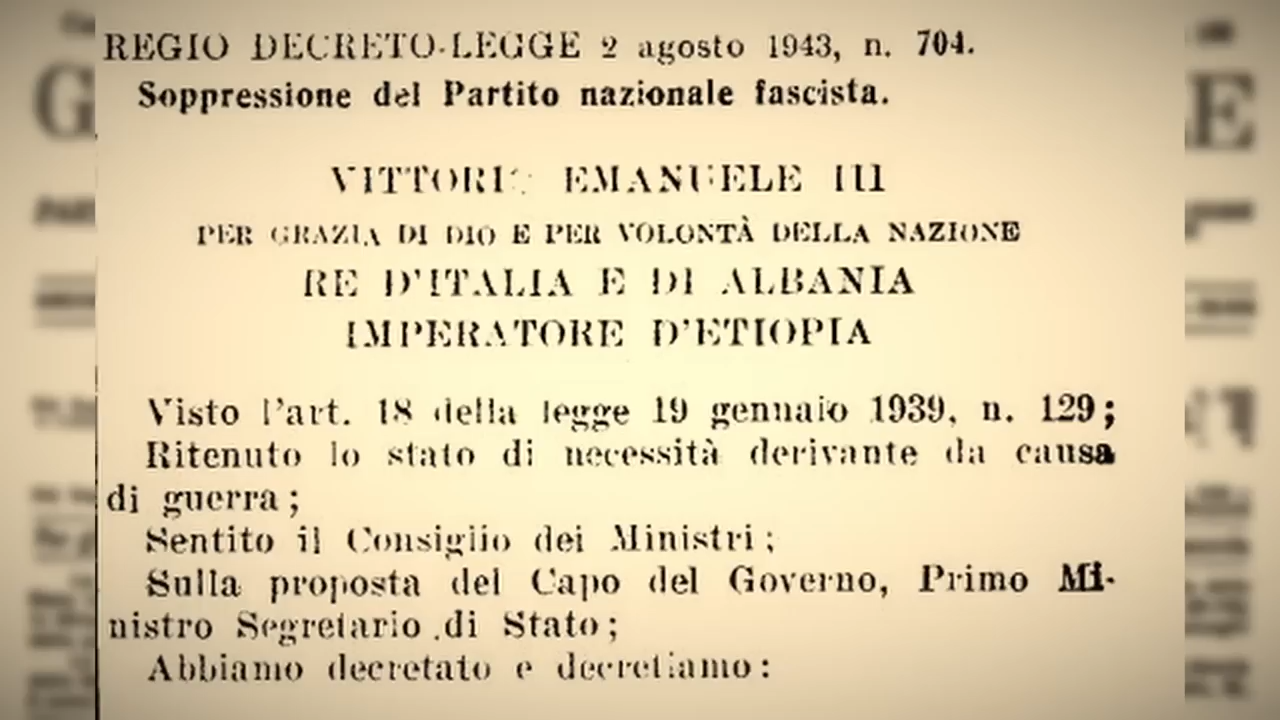 REGIO DECRETO-LEGGE 2 agosto 1943, n. 704.
Soppressione del Partito nazionale fascista.
VITTORIO EMANUELE III
PER GRAZIA DI DIO E PER VOLONTÀ DELLA NAZIONE
RE D'ITALIA E DI ALBANIA
IMPERATORE D'ETIOPIA
Visto l'art. 18 della legge 19 gennaio 1939, n. 129;
Ritenuto lo stato di necessità derivante da causa
di guerra;
Sentito il Consiglio dei Ministri;
Sulla proposta del Capo del Governo, Primo Mi-
nistro Segretario di Stato;
Abbiamo decretato e decretiamo: